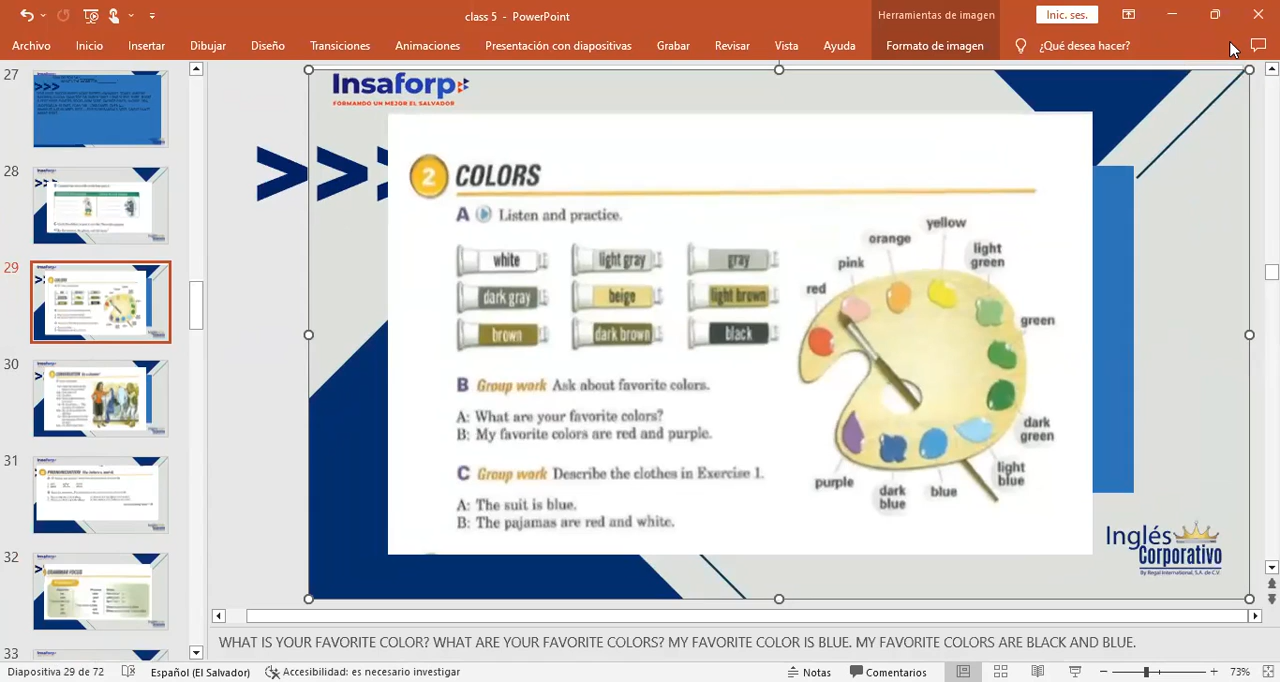 class 5 - PowerPoint
Herramientas de imagen
Inic. ses.
Archivo Inicio Insertar Dibujar Diseño Transiciones Animaciones Presentación con diapositivas Grabar Revisar Vista Ayuda Formato de imagen ¿Qué desea hacer?
27
28
29
30
31
32
33
Insaforp
FORMANDO UN MEJOR EL SALVADOR
>>>
2 COLORS
A Listen and practice.
white light gray gray
dark gray beige light brown
brown dark brown black
B Group work Ask about favorite colors.
A: What are your favorite colors?
B: My favorite colors are red and purple.
C Group work Describe the clothes in Exercise 1.
A: The suit is blue.
B: The pajamas are red and white.
red
pink
orange
yellow
light
green
green
dark
green
light
blue
blue
dark
blue
purple
Inglés
Corporativo
By Regal International, S.A. de C.V.
WHAT IS YOUR FAVORITE COLOR? WHAT ARE YOUR FAVORITE COLORS? MY FAVORITE COLOR IS BLUE. MY FAVORITE COLORS ARE BLACK AND BLUE.
Diapositiva 29 de 72 Español (El Salvador) Accesibilidad: es necesario investigar Notas Comentarios 73%